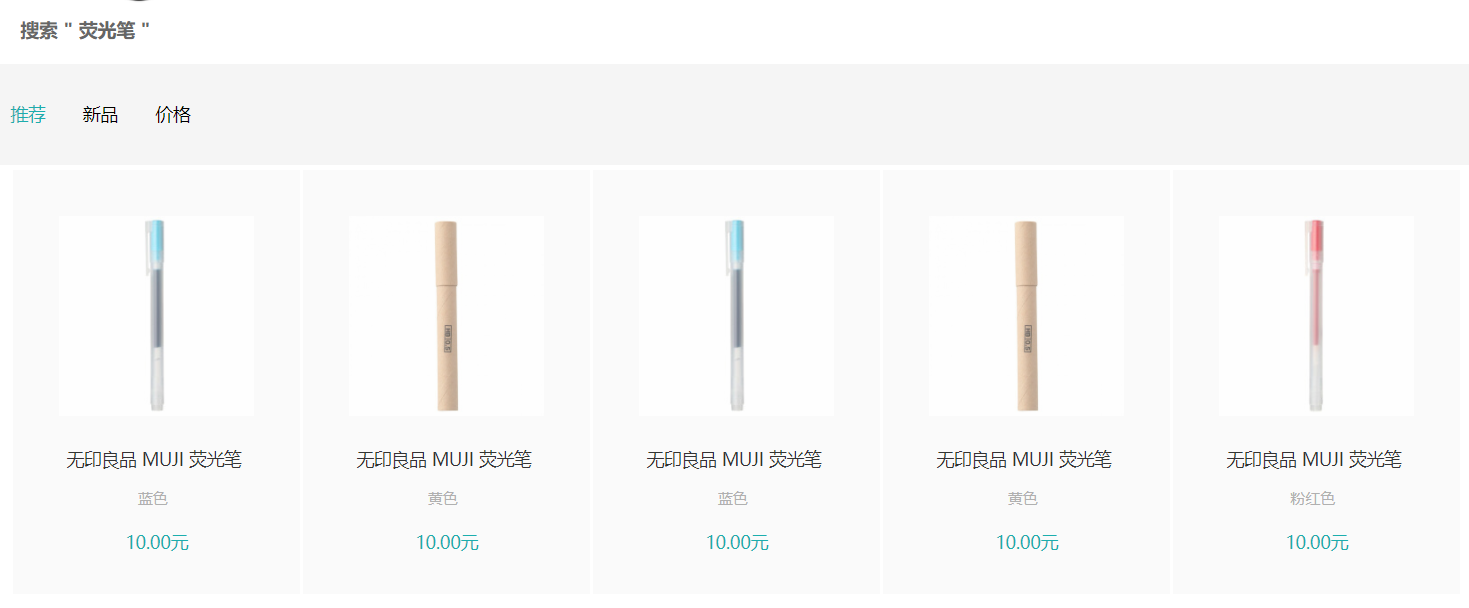 搜索 " 荧光笔 "
推荐 新品 价格
无印良品 MUJI 荧光笔
蓝色
10.00元
无印良品 MUJI 荧光笔
黄色
10.00元
无印良品 MUJI 荧光笔
蓝色
10.00元
无印良品 MUJI 荧光笔
黄色
10.00元
无印良品 MUJI 荧光笔
粉红色
10.00元